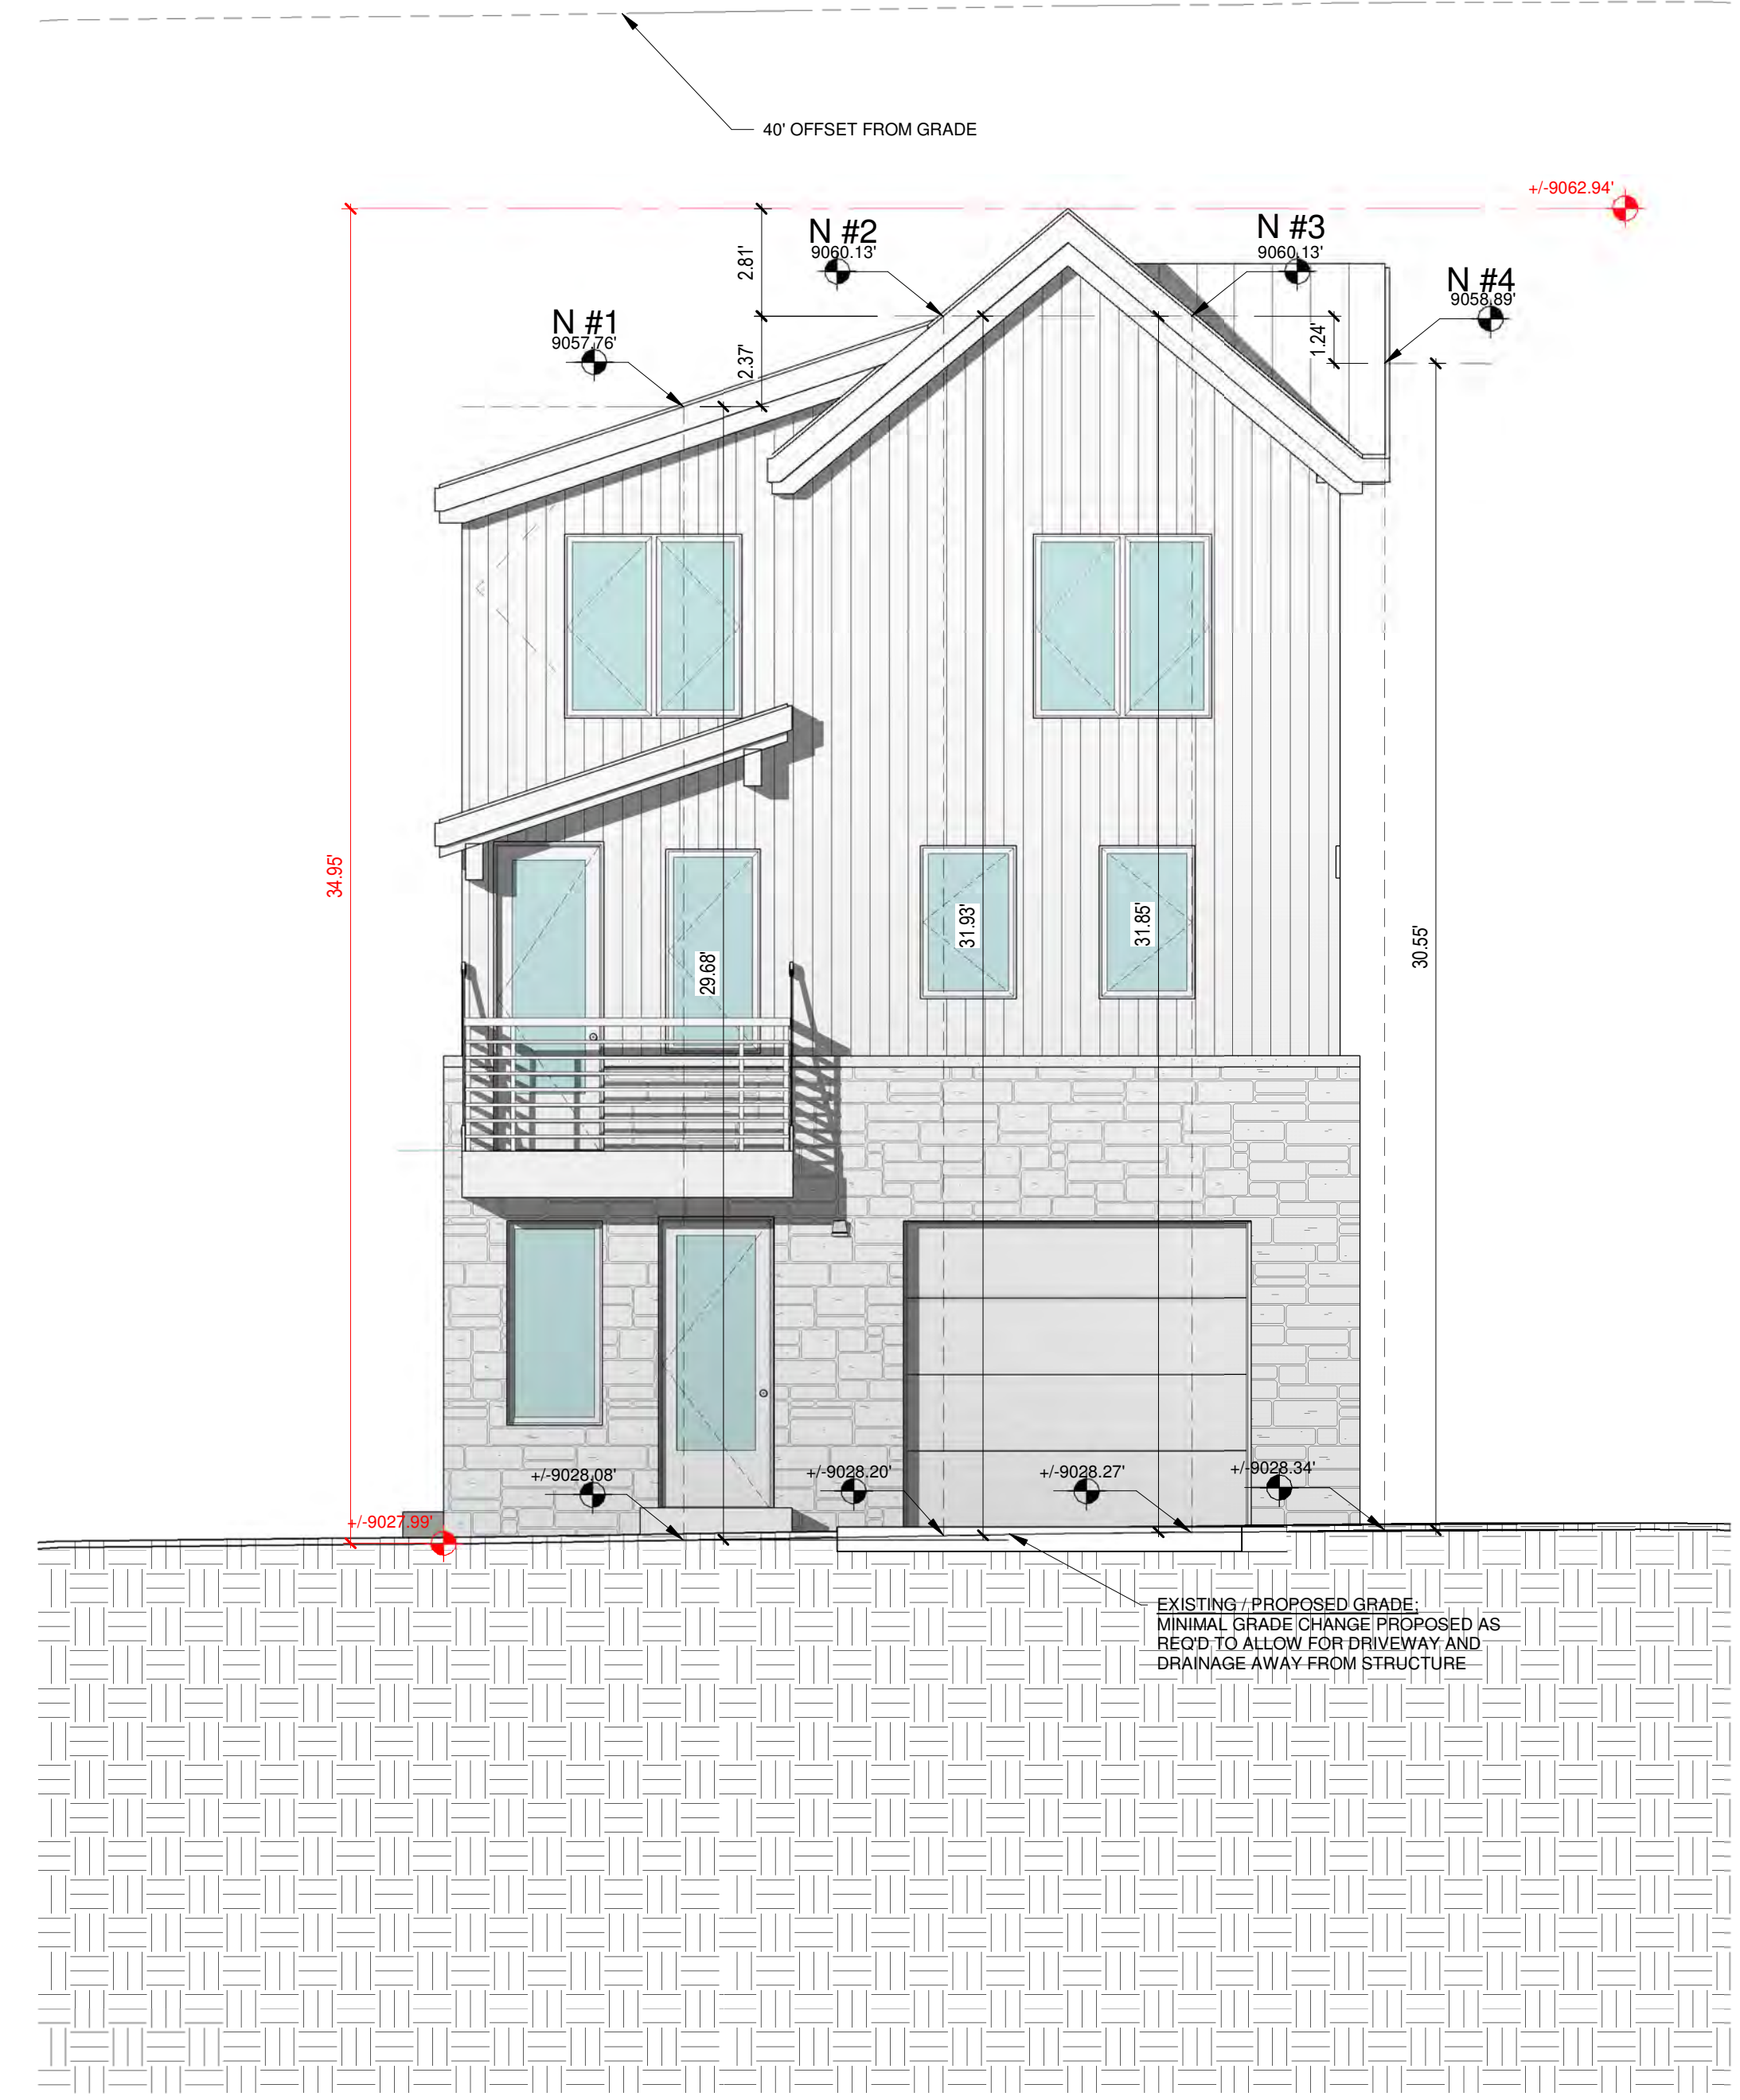 40' OFFSET FROM GRADE
+/-9062.94'
N #2
9060.13'
N #3
9060.13'
2.81'
N #4
9058.89'
N #1
9057.76'
2.37'
1.24'
34.95'
29.68'
31.93'
31.85'
30.55'
+/-9028.08'
+/-9028.20'
+/-9028.27'
+/-9028.34'
+/-9027.99'
EXISTING / PROPOSED GRADE:
MINIMAL GRADE CHANGE PROPOSED AS
REQ'D TO ALLOW FOR DRIVEWAY AND
DRAINAGE AWAY FROM STRUCTURE